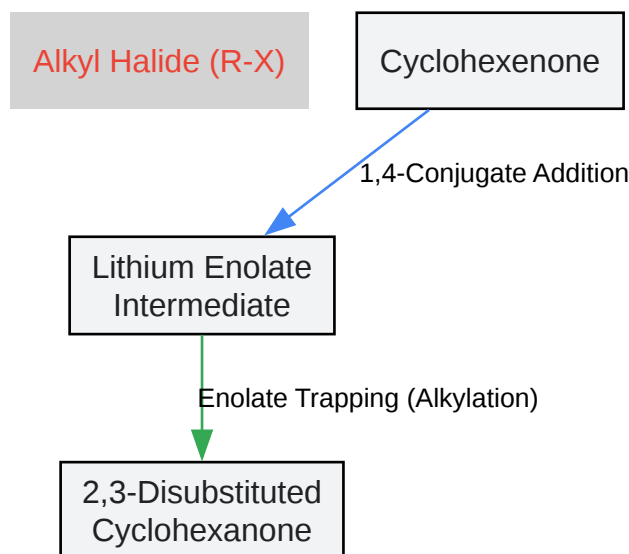 Alkyl Halide (R-X)
Cyclohexenone
1,4-Conjugate Addition
Lithium Enolate
Intermediate
Enolate Trapping (Alkylation)
2,3-Disubstituted
Cyclohexanone